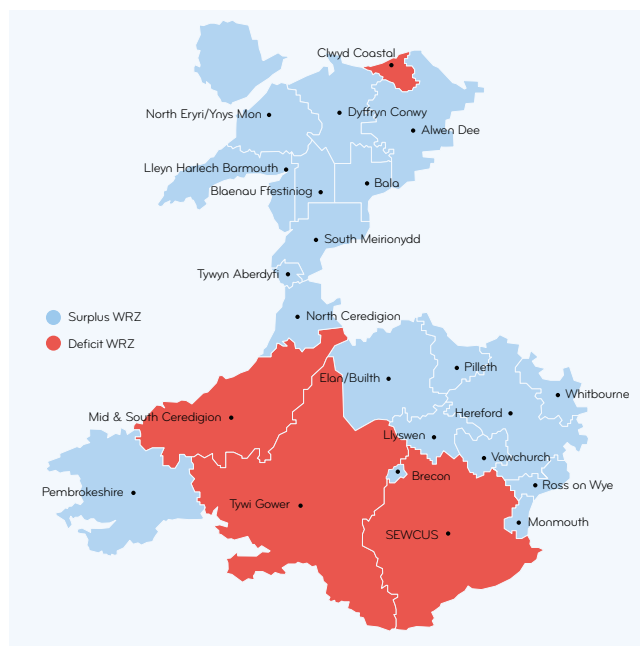 Clwyd Coastal
North Eryri/Ynys Mon
Dyffryn Conwy
Alwen Dee
Lleyn Harlech Barmouth
Blaenau Ffestiniog
Bala
South Meirionydd
Tywyn Aberdyfi
North Ceredigion
Surplus WRZ
Deficit WRZ
Elan/Builth
Pilleth
Whitbourne
Mid & South Ceredigion
Hereford
Llyswen
Vowchurch
Brecon
Ross on Wye
Pembrokeshire
Tywi Gower
Monmouth
SEWCUS